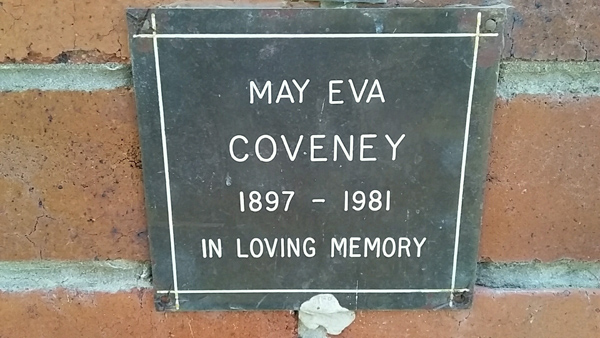 MAY EVA
COVENEY
1897 - 1981
IN LOVING MEMORY